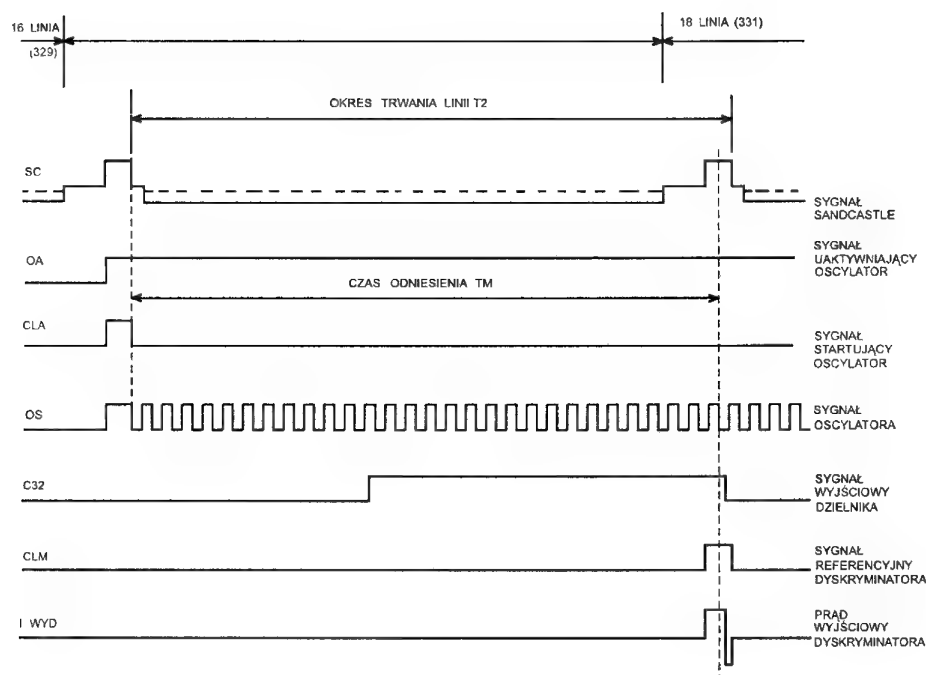 16 LINIA
(329)
18 LINIA (331)
OKRES TRWANIA LINII T2
SC
SYGNAŁ
SANDCASTLE
OA
SYGNAŁ
UAKTYWNIAJĄCY
OSCYLATOR
CZAS ODNIESIENIA TM
CLA
SYGNAŁ
STARTUJĄCY
OSCYLATOR
OS
SYGNAŁ
OSCYLATORA
C32
SYGNAŁ
WYJŚCIOWY
DZIELNIKA
CLM
SYGNAŁ
REFERENCYJNY
DYSKRYMINATORA
I WYD
PRĄD
WYJŚCIOWY
DYSKRYMINATORA